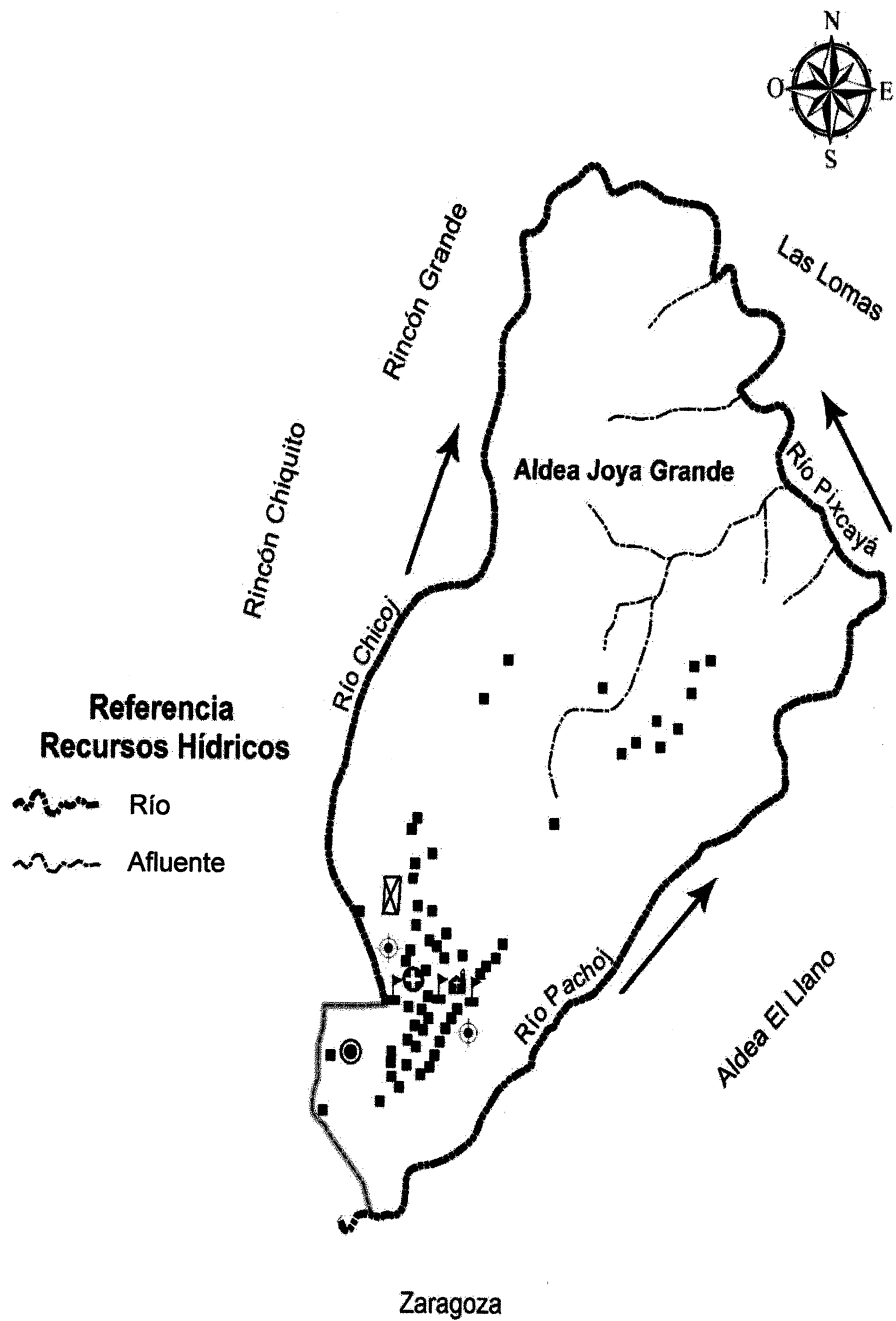 N
O
E
S
Rincón Grande
Las Lomas
Rincón Chiquito
Aldea Joya Grande
Río Pixcayá
Río Chicoj
Referencia
Recursos Hídricos
Río
Afluente
Río Pachoj
Aldea El Llano
Zaragoza